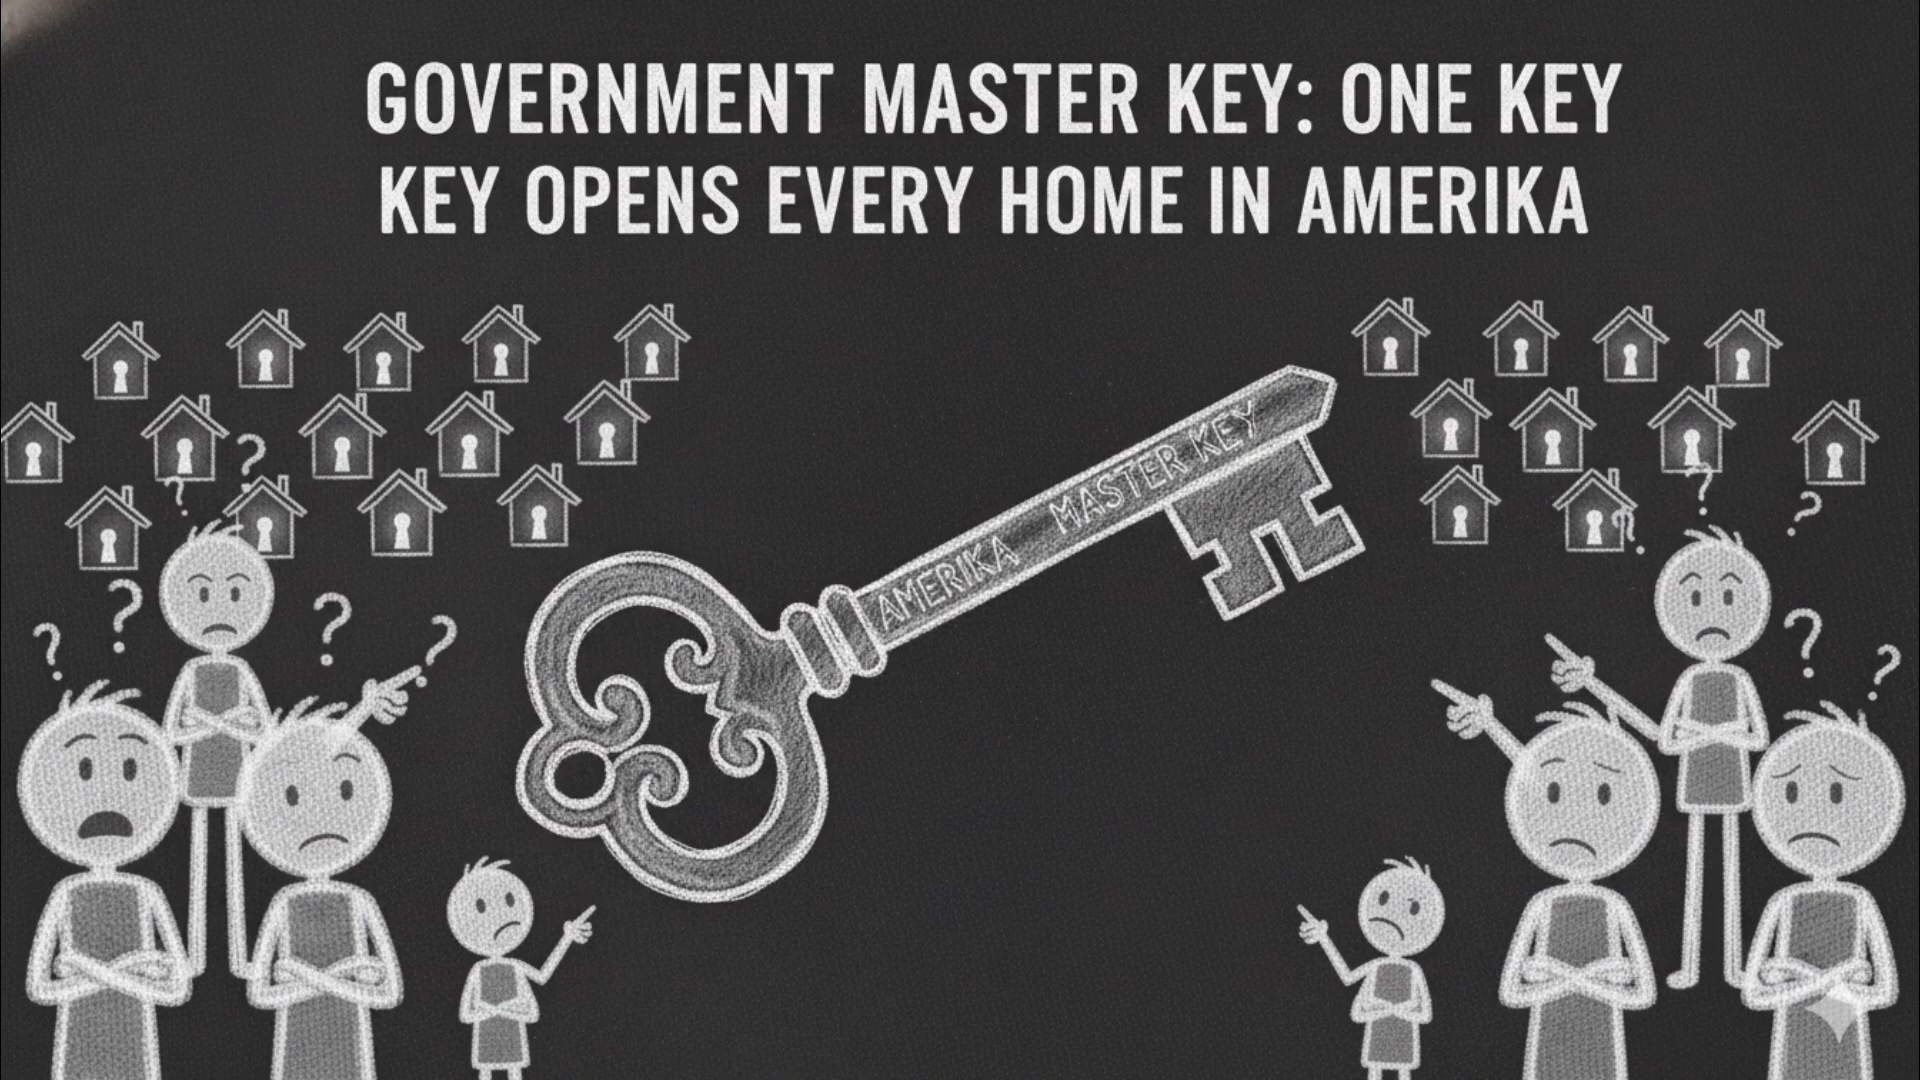 GOVERNMENT MASTER KEY: ONE KEY
KEY OPENS EVERY HOME IN AMERIKA
AMERIKA MASTER KEY
? ? ? ? ? ? ? ? ? ? ? ?